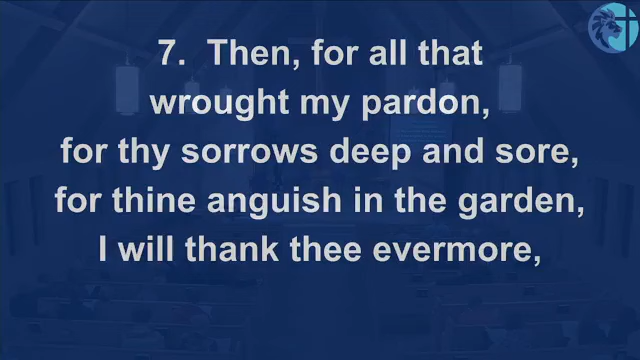 7. Then, for all that
wrought my pardon,
for thy sorrows deep and sore,
for thine anguish in the garden,
I will thank thee evermore,